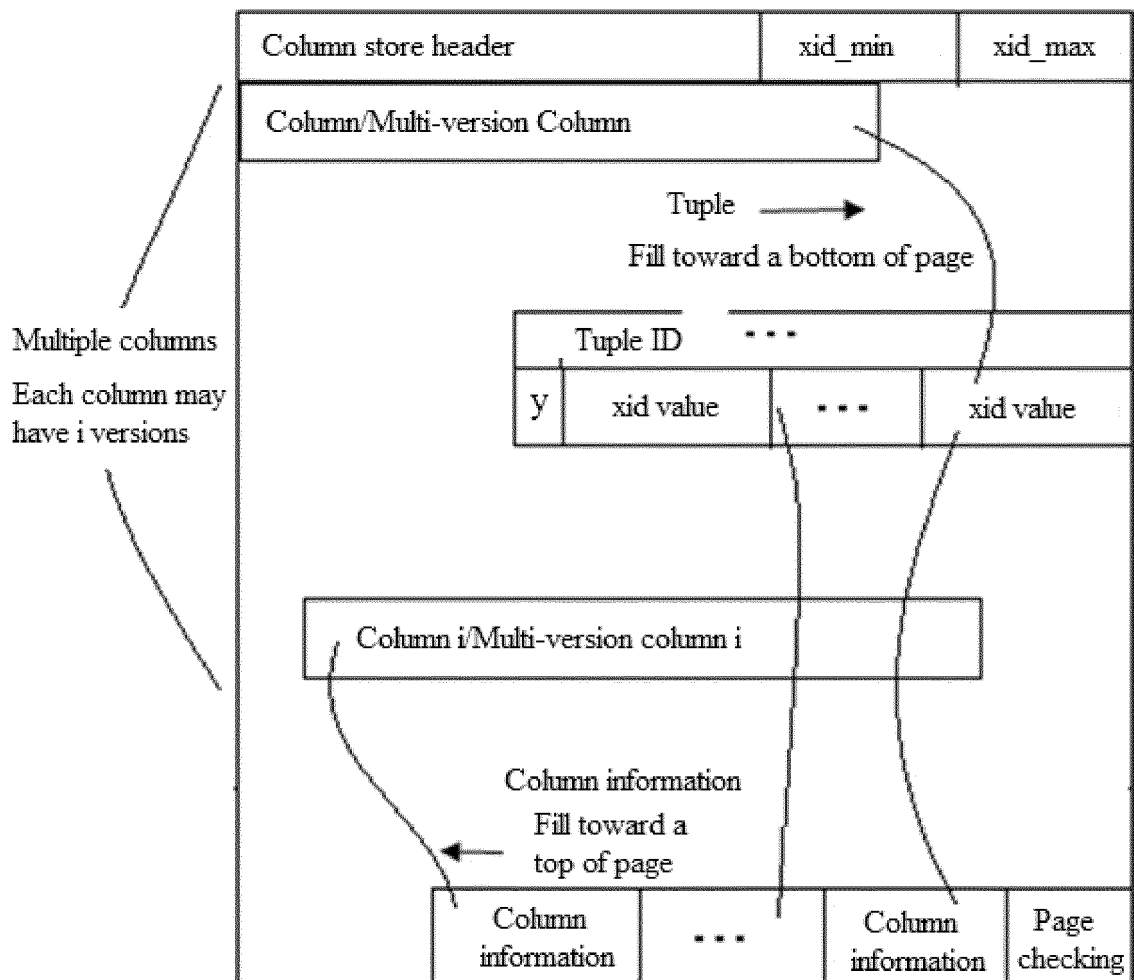 Column store header
xid_min
xid_max
Column/Multi-version Column
Tuple
Fill toward a bottom of page
Multiple columns
Each column may
have i versions
Tuple ID
...
y
xid value
...
xid value
Column i/Multi-version column i
Column information
Fill toward a
top of page
Column
information
...
Column
information
Page
checking